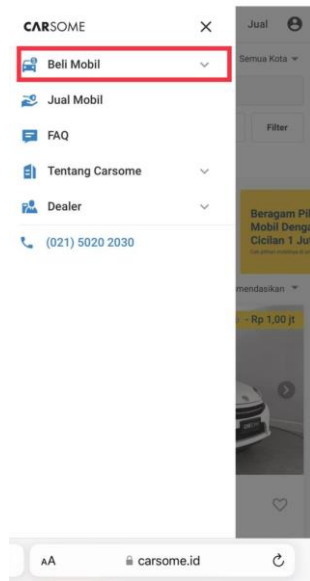 CARSOME
Jual
Beli Mobil
Semua Kota
Jual Mobil
FAQ
Filter
Tentang Carsome
Dealer
Beragam Pil
Mobil Denga
Cicilan 1 Ju
(021) 5020 2030
mendasikan
- Rp 1,00 jt
AA
carsome.id